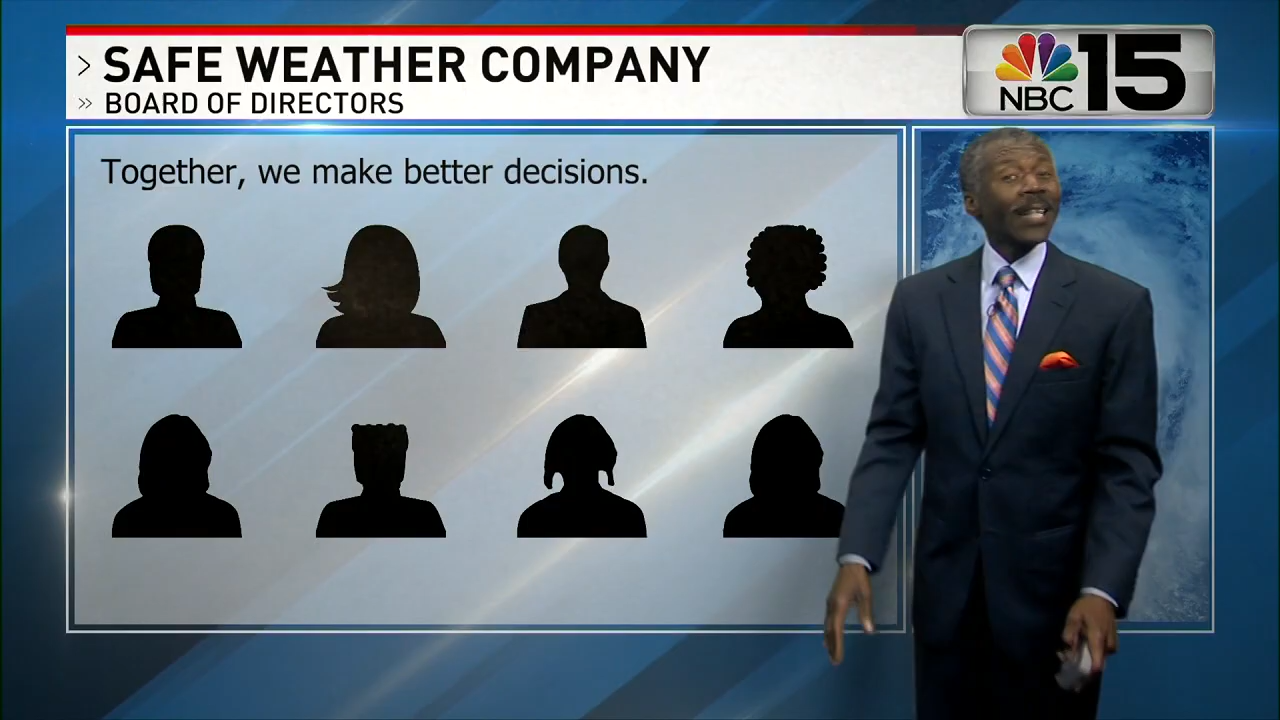 > SAFE WEATHER COMPANY
» BOARD OF DIRECTORS
NBC 15
Together, we make better decisions.